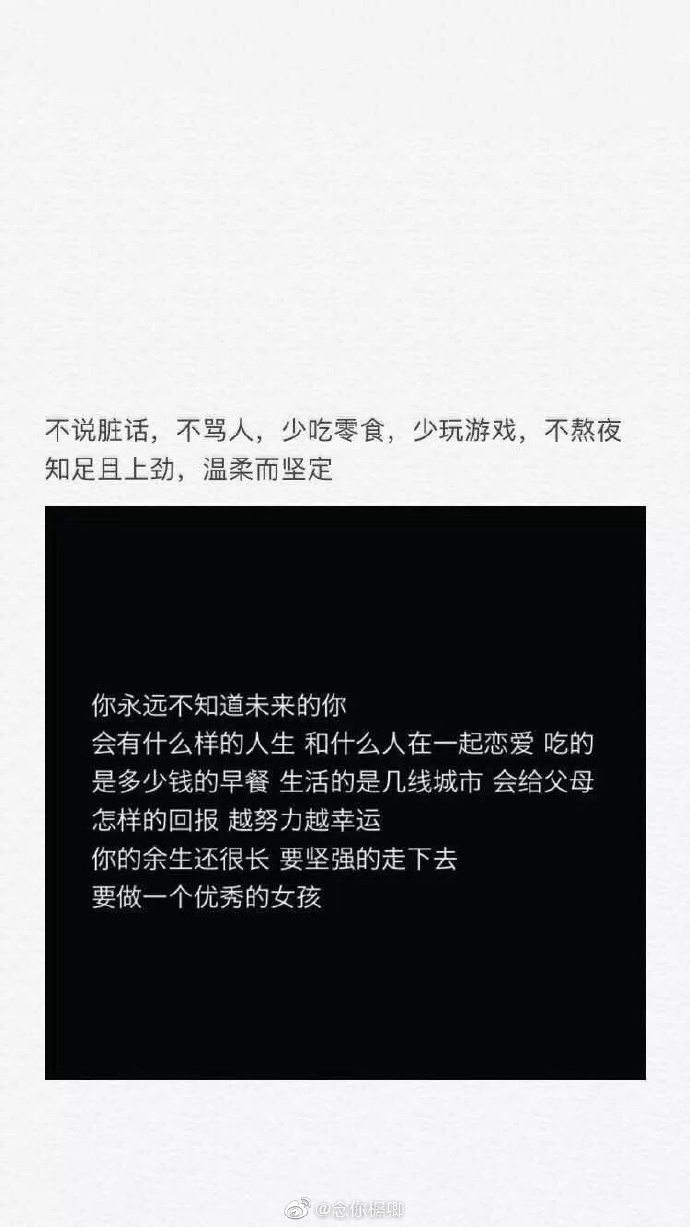 不说脏话，不骂人，少吃零食，少玩游戏，不熬夜
知足且上劲，温柔而坚定
你永远不知道未来的你
会有什么样的人生 和什么人在一起恋爱 吃的
是多少钱的早餐 生活的是几线城市 会给父母
怎样的回报 越努力越幸运
你的余生还很长 要坚强的走下去
要做一个优秀的女孩
@念你榅唧